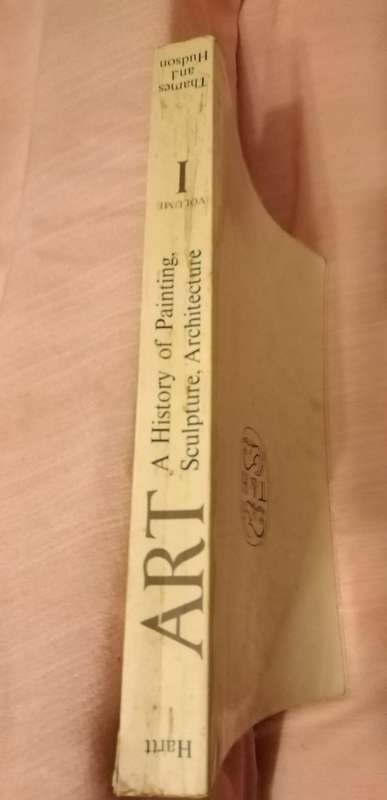 Hartt
ART
A History of Painting,
Sculpture, Architecture
VOLUME
I
Thames
and
Hudson